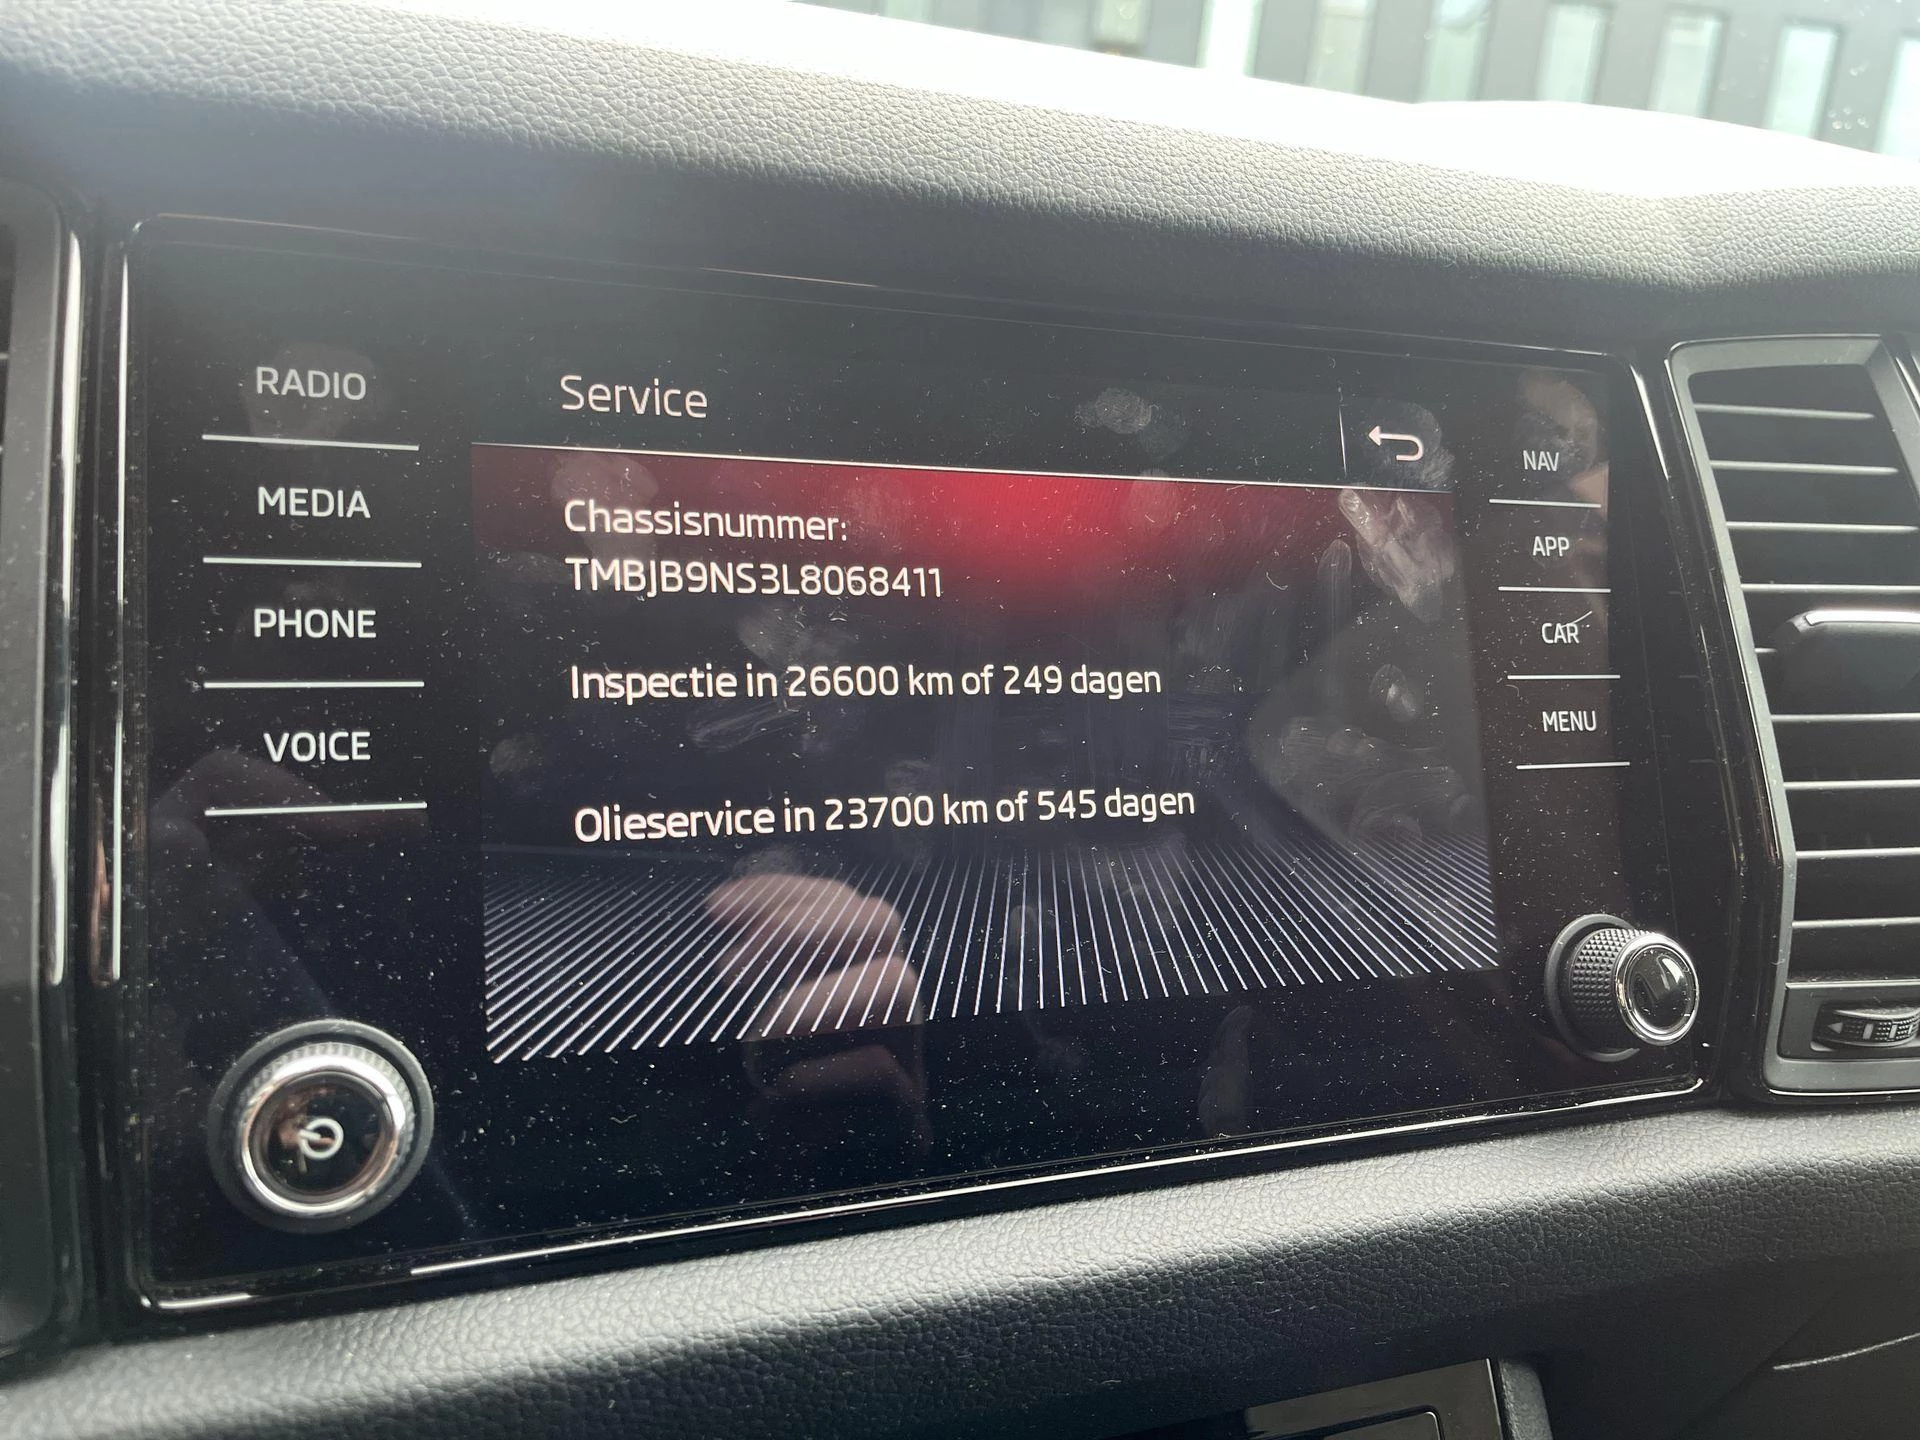 RADIO
MEDIA
PHONE
VOICE
Service
Chassisnummer:
TMBJB9NS3L8068411
Inspectie in 26600 km of 249 dagen
Olieservice in 23700 km of 545 dagen
NAV
APP
CAR
MENU